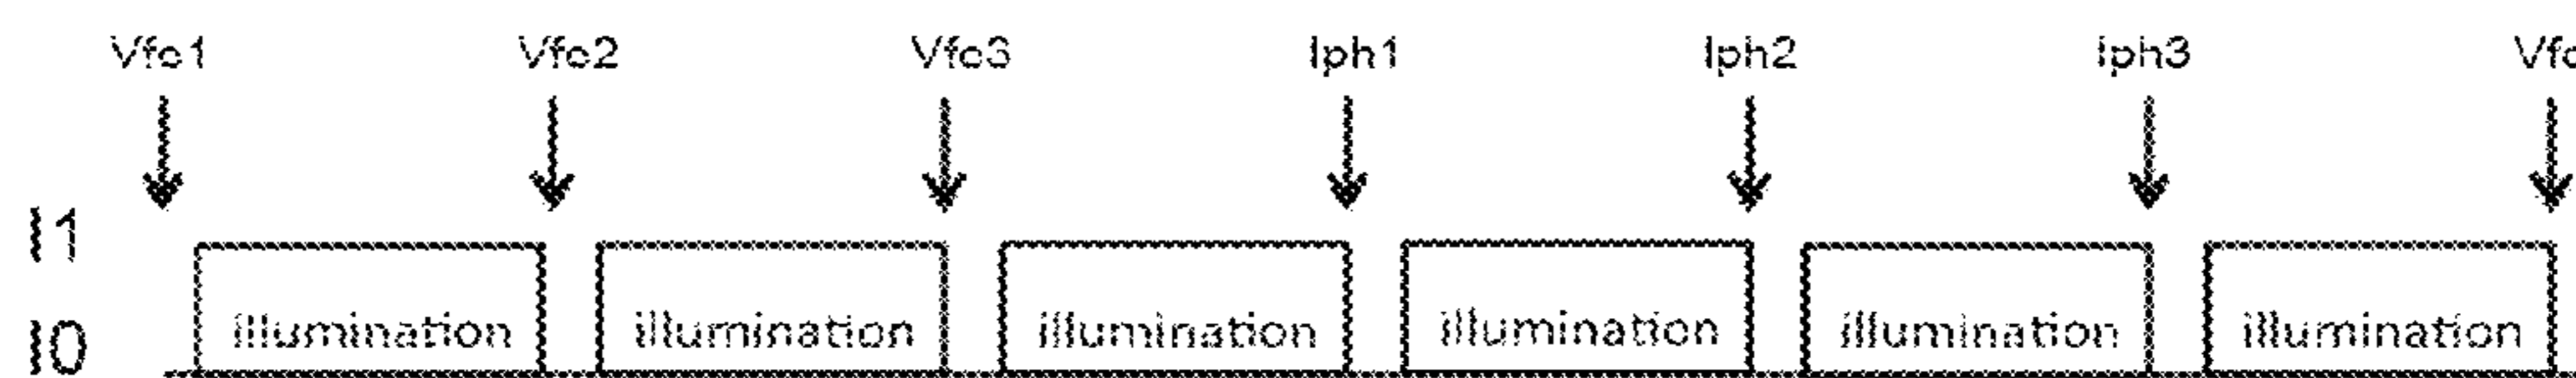 Vfc1 Vfc2 Vfc3 Iph1 Iph2 Iph3
I1
illumination illumination illumination illumination illumination illumination
I0